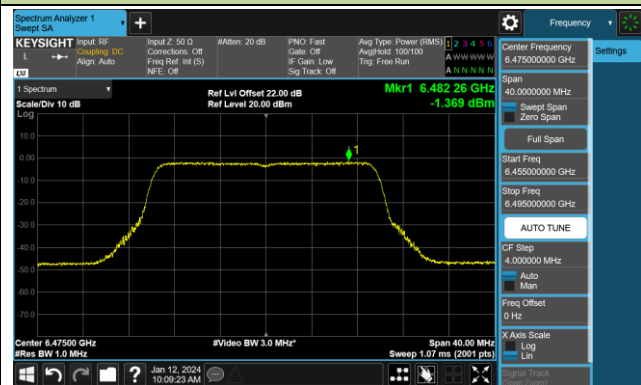 Spectrum Analyzer 1
Swept SA
+
Frequency
KEYSIGHT
L
LXI
Input: RF
Coupling: DC
Align: Auto
Input Z: 50 Ω
Corrections: Off
Freq Ref: Int (S)
NFE: Off
#Atten: 20 dB
PNO: Fast
Gate: Off
IF Gain: Low
Sig Track: Off
Avg Type: Power (RMS)
Avg|Hold: 100/100
Trig: Free Run
1 2 3 4 5 6
A W W W W W
A N N N N N
1 Spectrum
Scale/Div 10 dB
Log
Ref Lvl Offset 22.00 dB
Ref Level 20.00 dBm
Mkr1 6.482 26 GHz
-1.369 dBm
1
10.0
0.00
-10.0
-20.0
-30.0
-40.0
-50.0
-60.0
-70.0
Center 6.47500 GHz
#Res BW 1.0 MHz
#Video BW 3.0 MHz*
Span 40.00 MHz
Sweep 1.07 ms (2001 pts)
Center Frequency
6.475000000 GHz
Span
40.0000000 MHz
Swept Span
Zero Span
Full Span
Start Freq
6.455000000 GHz
Stop Freq
6.495000000 GHz
AUTO TUNE
CF Step
4.000000 MHz
Auto
Man
Freq Offset
0 Hz
X Axis Scale
Log
Lin
Signal Track
(Span Zoom)
Settings
?
Jan 12, 2024
10:09:23 AM